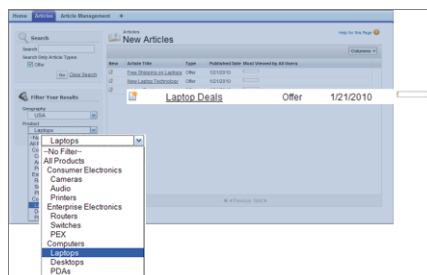 Home Articles Article Management
Search
Search
Search Only Article Types:
Offer
Go Clear Search
Filter Your Results
Geography
USA
Product
Laptops
Articles
New Articles
Help for this Page
Columns
New Article Title Type Published Date Most Viewed by All Users
Free Shipping on Laptops Offer 1/21/2010
New Laptop Technology Offer 1/21/2010
Laptop Deals Offer 1/21/2010
Laptops
--No Filter--
All Products
Consumer Electronics
Cameras
Audio
Printers
Enterprise Electronics
Routers
Switches
PEX
Computers
Laptops
Desktops
PDAs